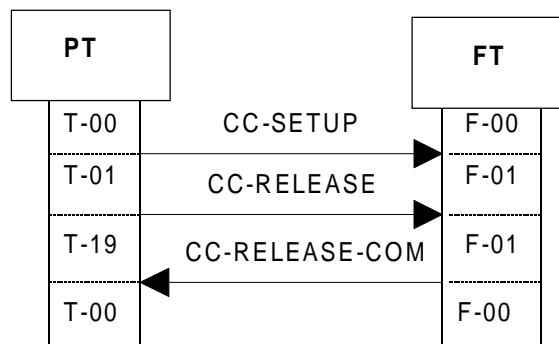 PT FT
T-00 CC-SETUP F-00
T-01 CC-RELEASE F-01
T-19 CC-RELEASE-COM F-01
T-00 F-00